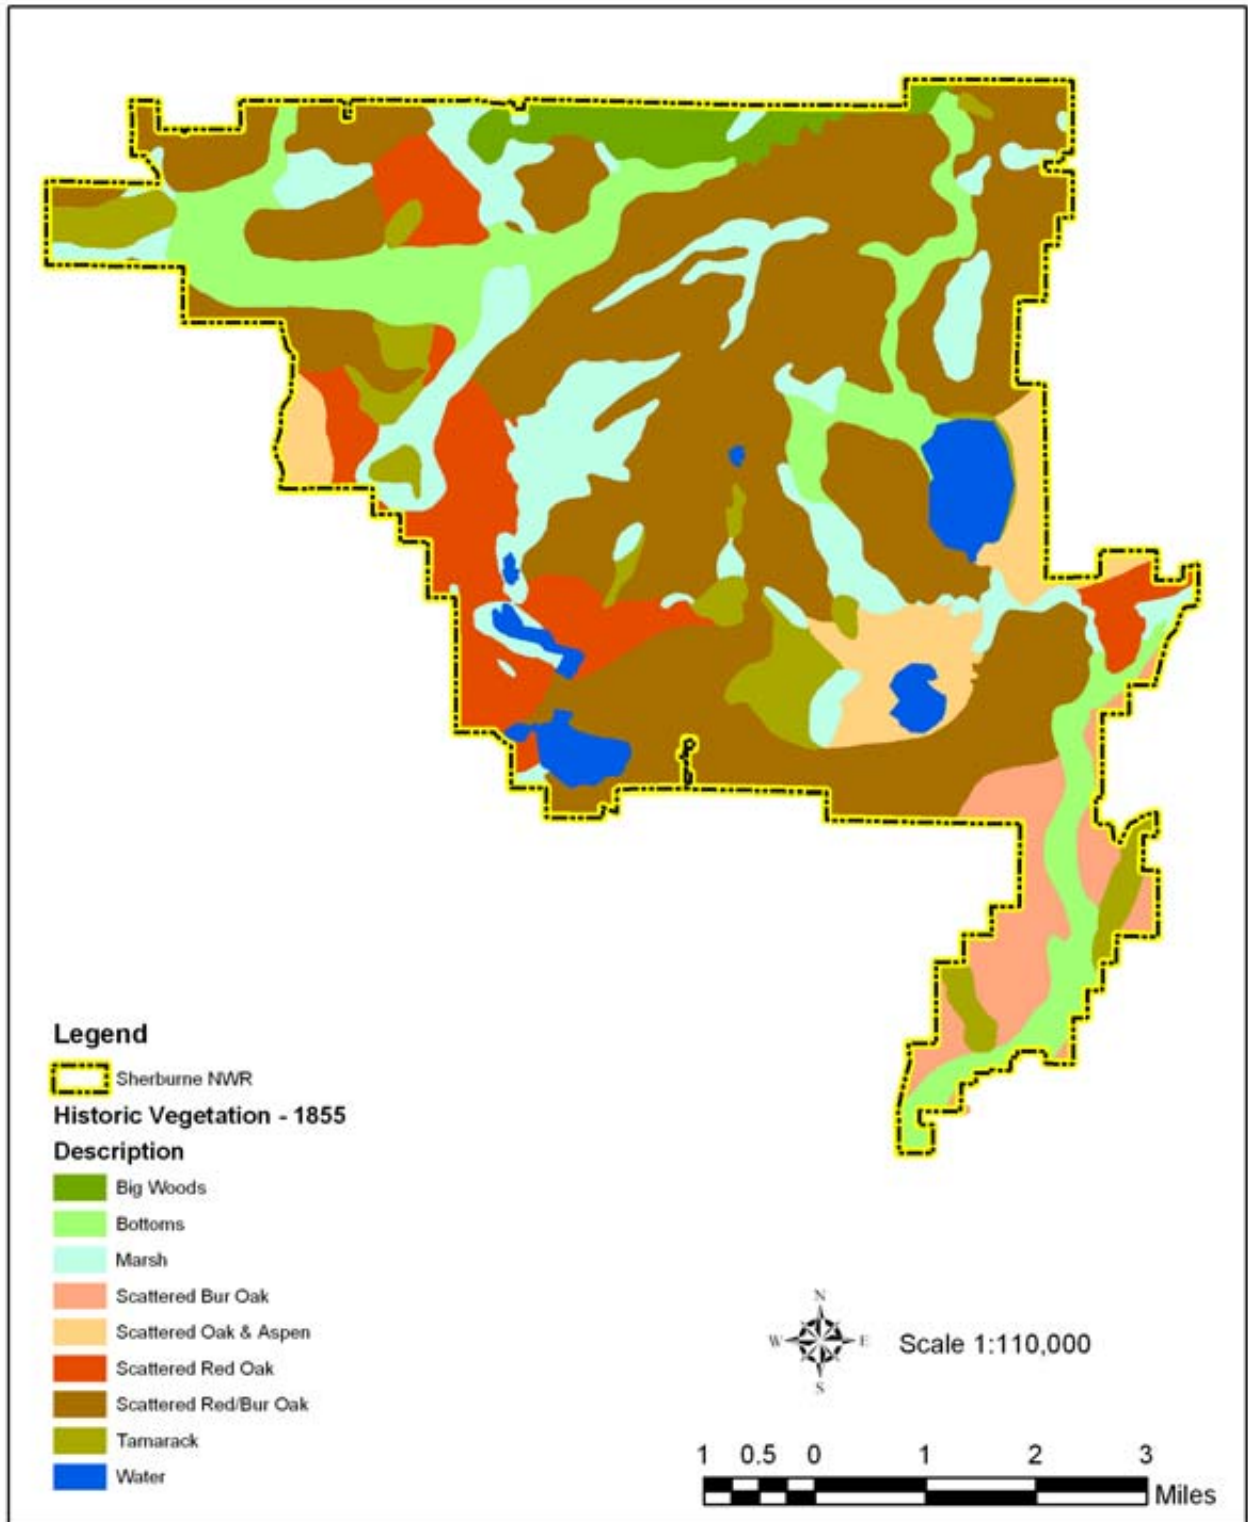 Legend
Sherburne NWR
Historic Vegetation - 1855
Description
Big Woods
Bottoms
Marsh
Scattered Bur Oak
Scattered Oak & Aspen
Scattered Red Oak
Scattered Red/Bur Oak
Tamarack
Water
N
W E
S
Scale 1:110,000
1 0.5 0 1 2 3
Miles